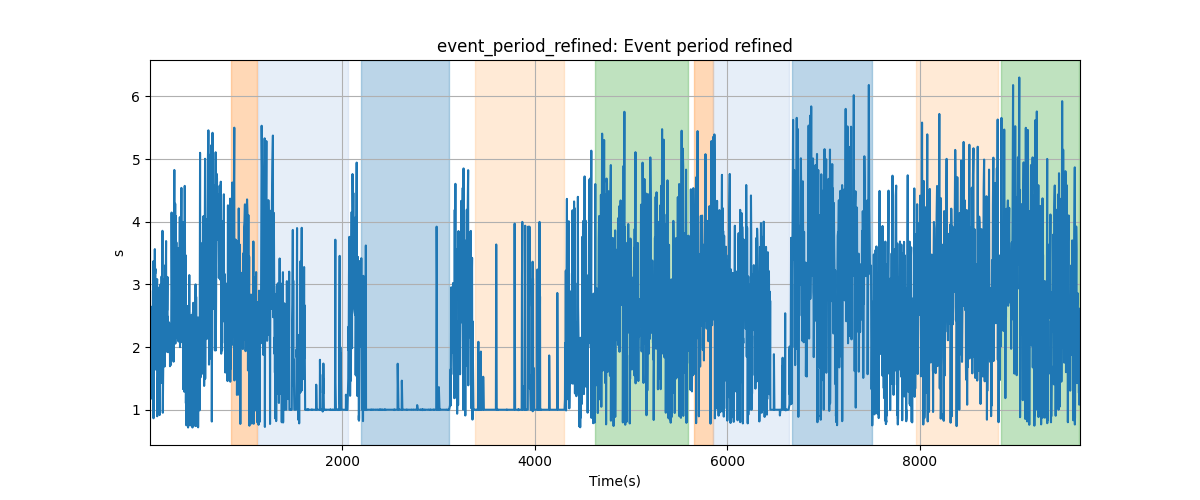 event_period_refined: Event period refined
6
5
4
3
2
1
s
2000 4000 6000 8000
Time(s)